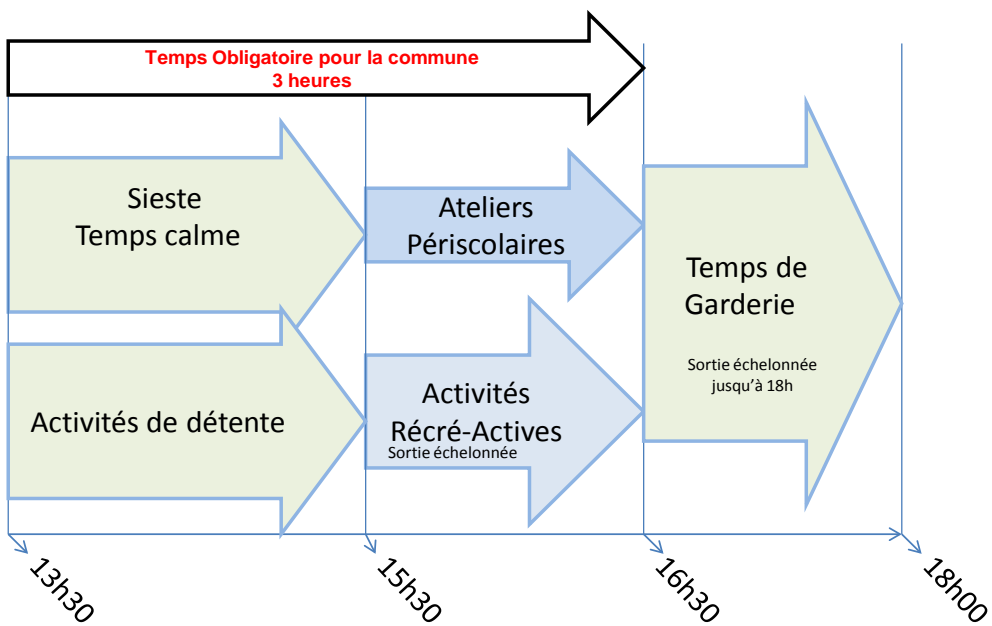 Temps Obligatoire pour la commune
3 heures
Sieste
Temps calme
Ateliers
Périscolaires
Temps de
Garderie
Sortie échelonnée
jusqu'à 18h
Activités de détente
Activités
Récré-Actives
Sortie échelonnée
13h30
15h30
16h30
18h00